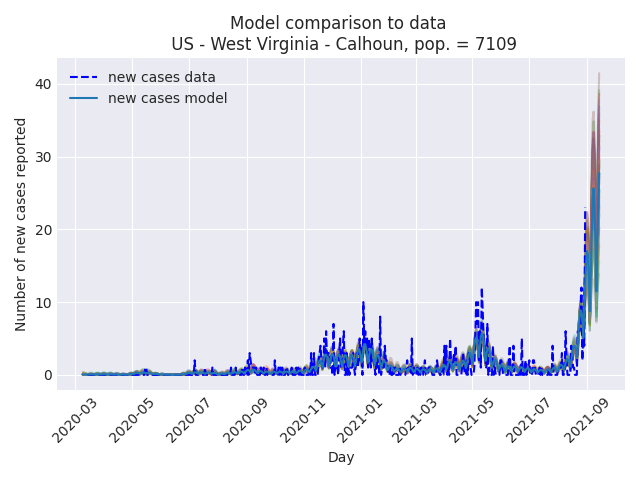 Model comparison to data
US - West Virginia - Calhoun, pop. = 7109
new cases data
new cases model
Number of new cases reported
40
30
20
10
0
2020-03
2020-05
2020-07
2020-09
2020-11
2021-01
2021-03
2021-05
2021-07
2021-09
Day